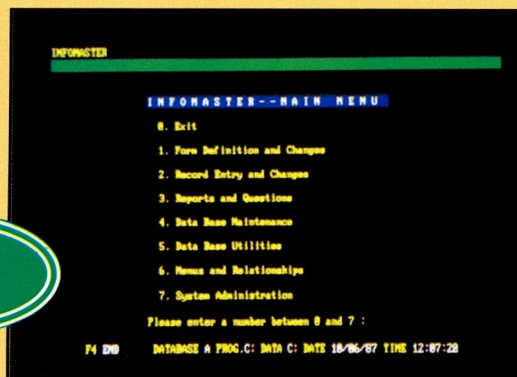 INFOMASTER
INFOMASTER--MAIN MENU
0. Exit
1. Form Definition and Changes
2. Record Entry and Changes
3. Reports and Questions
4. Data Base Maintenance
5. Data Base Utilities
6. Menus and Relationships
7. System Administration
Please enter a number between 0 and 7 :
F4 END DATABASE A PROG.C: DATA C: DATE 10/06/87 TIME 12:07:20